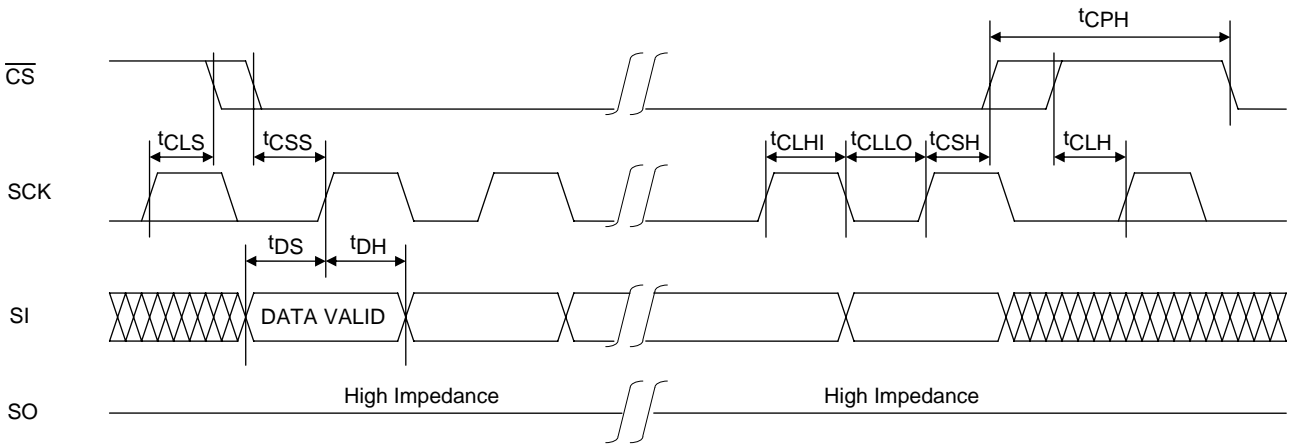 tCPH
CS
tCLS
tCSS
tCLHI
tCLLO
tCSH
tCLH
SCK
tDS
tDH
SI
DATA VALID
High Impedance
High Impedance
SO